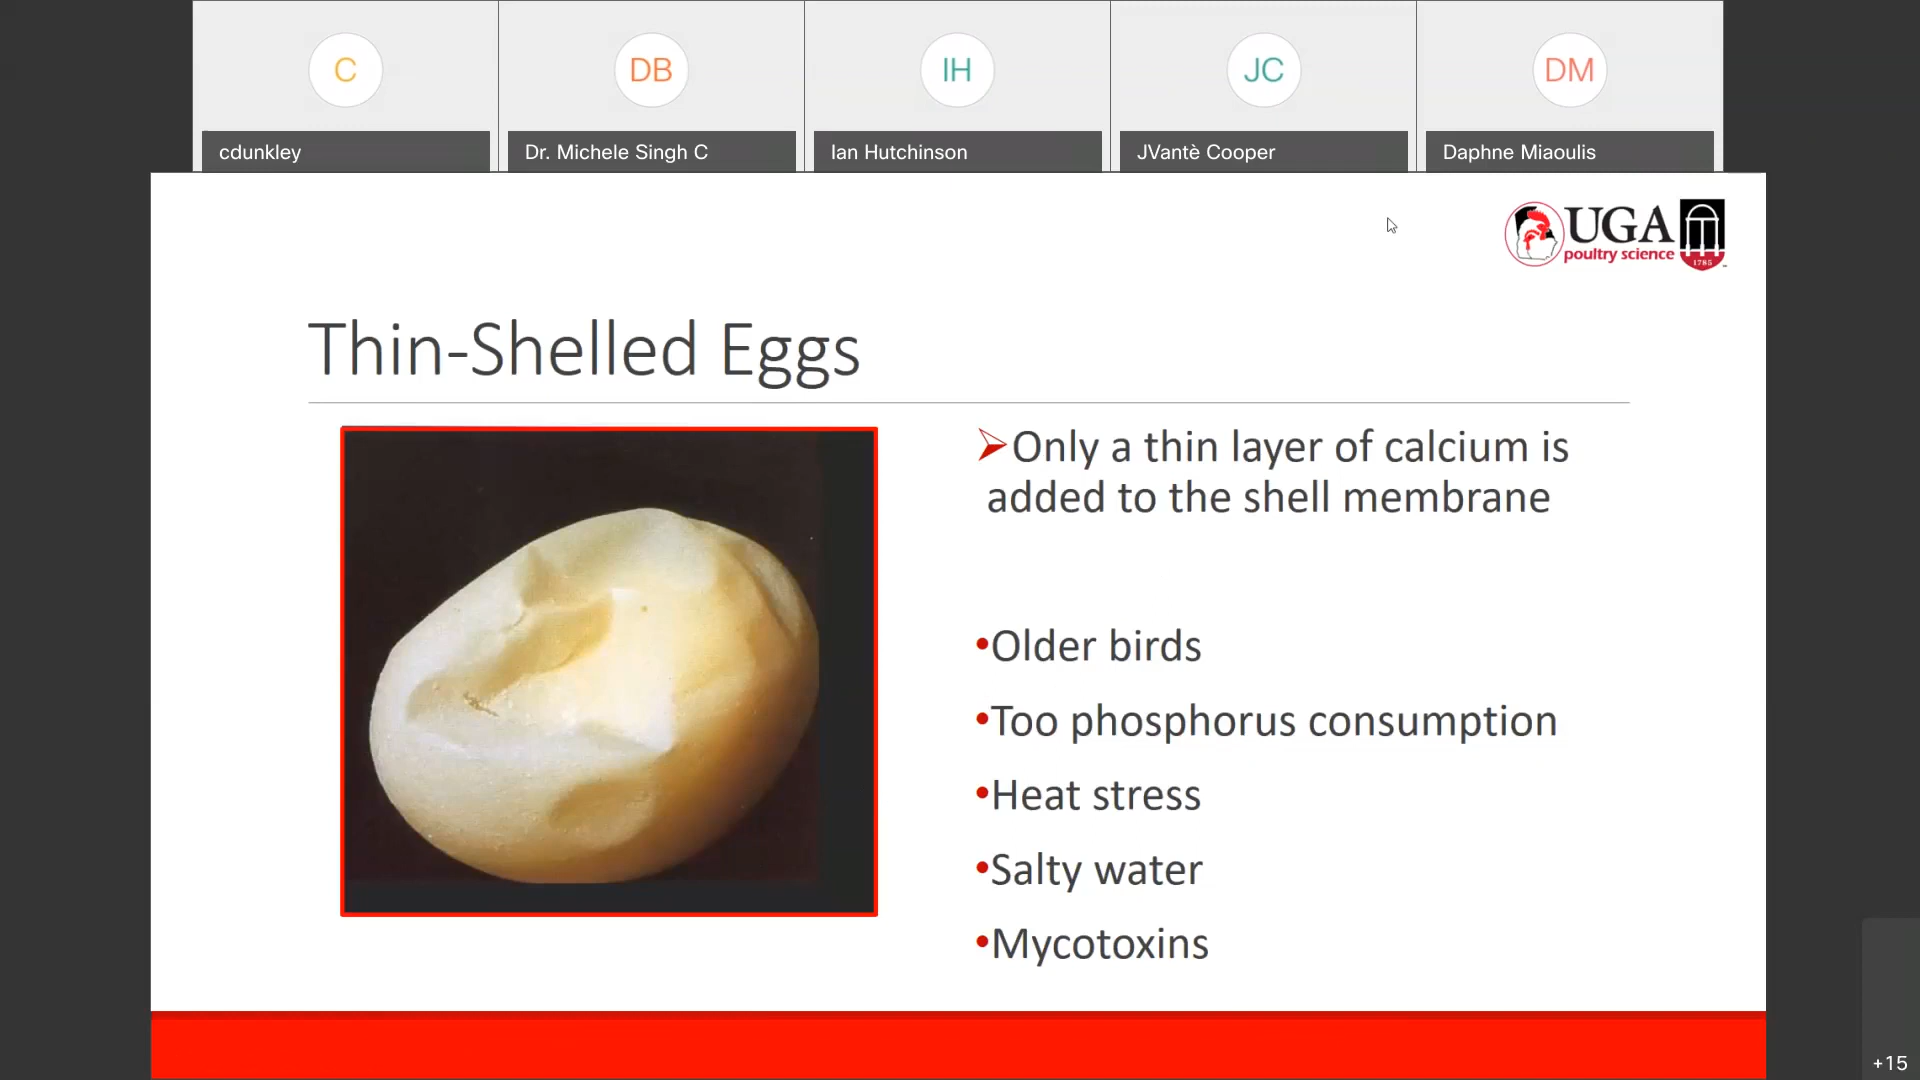 C
DB
IH
JC
DM
cdunkley
Dr. Michele Singh C
Ian Hutchinson
JVantè Cooper
Daphne Miaoulis
UGA
poultry science
1785
Thin-Shelled Eggs
Only a thin layer of calcium is
added to the shell membrane
•Older birds
•Too phosphorus consumption
•Heat stress
•Salty water
•Mycotoxins
+15